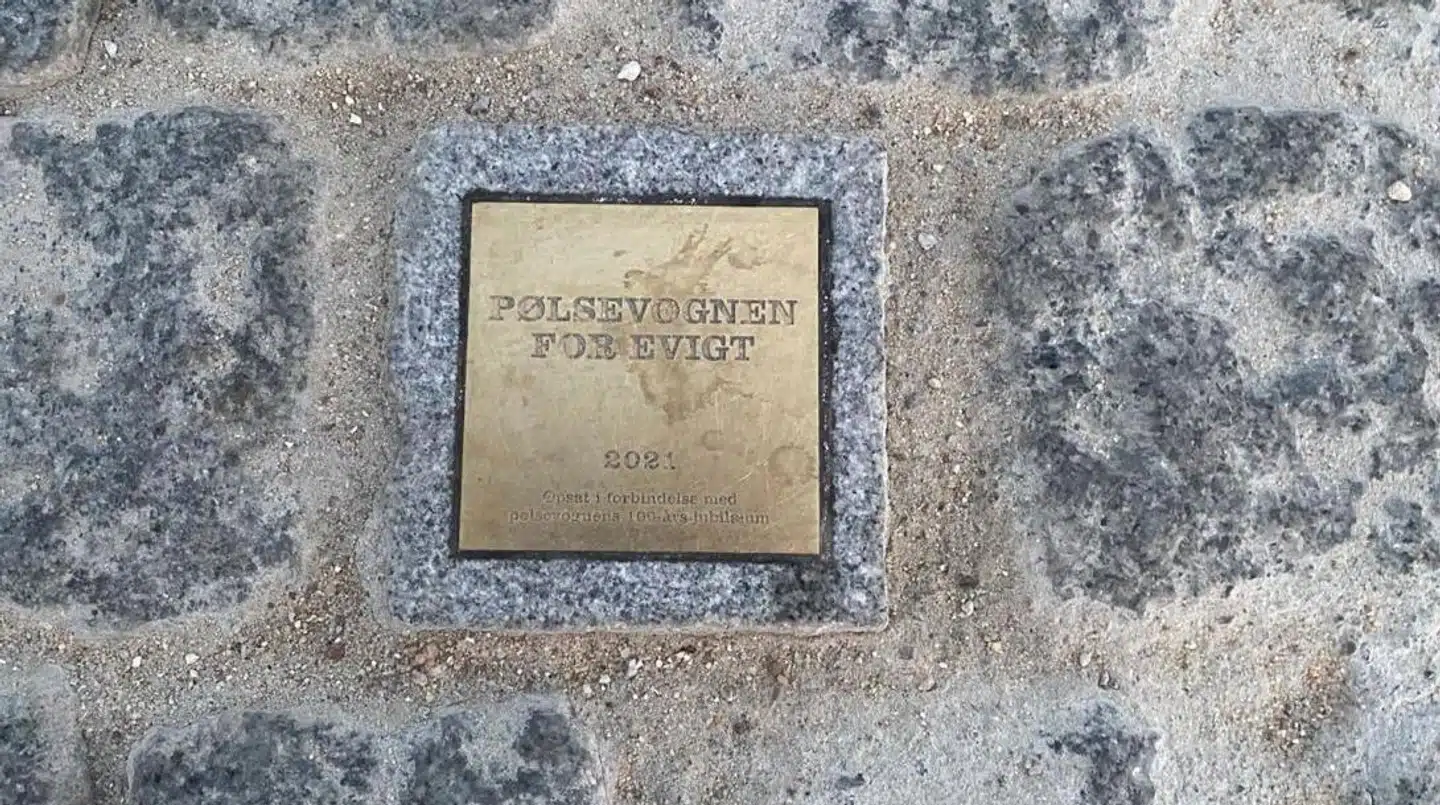 PØLSEVOGNEN
FOR EVIGT
2021
Opsat i forbindelse med
pølsevognens 100-års-jubilæum